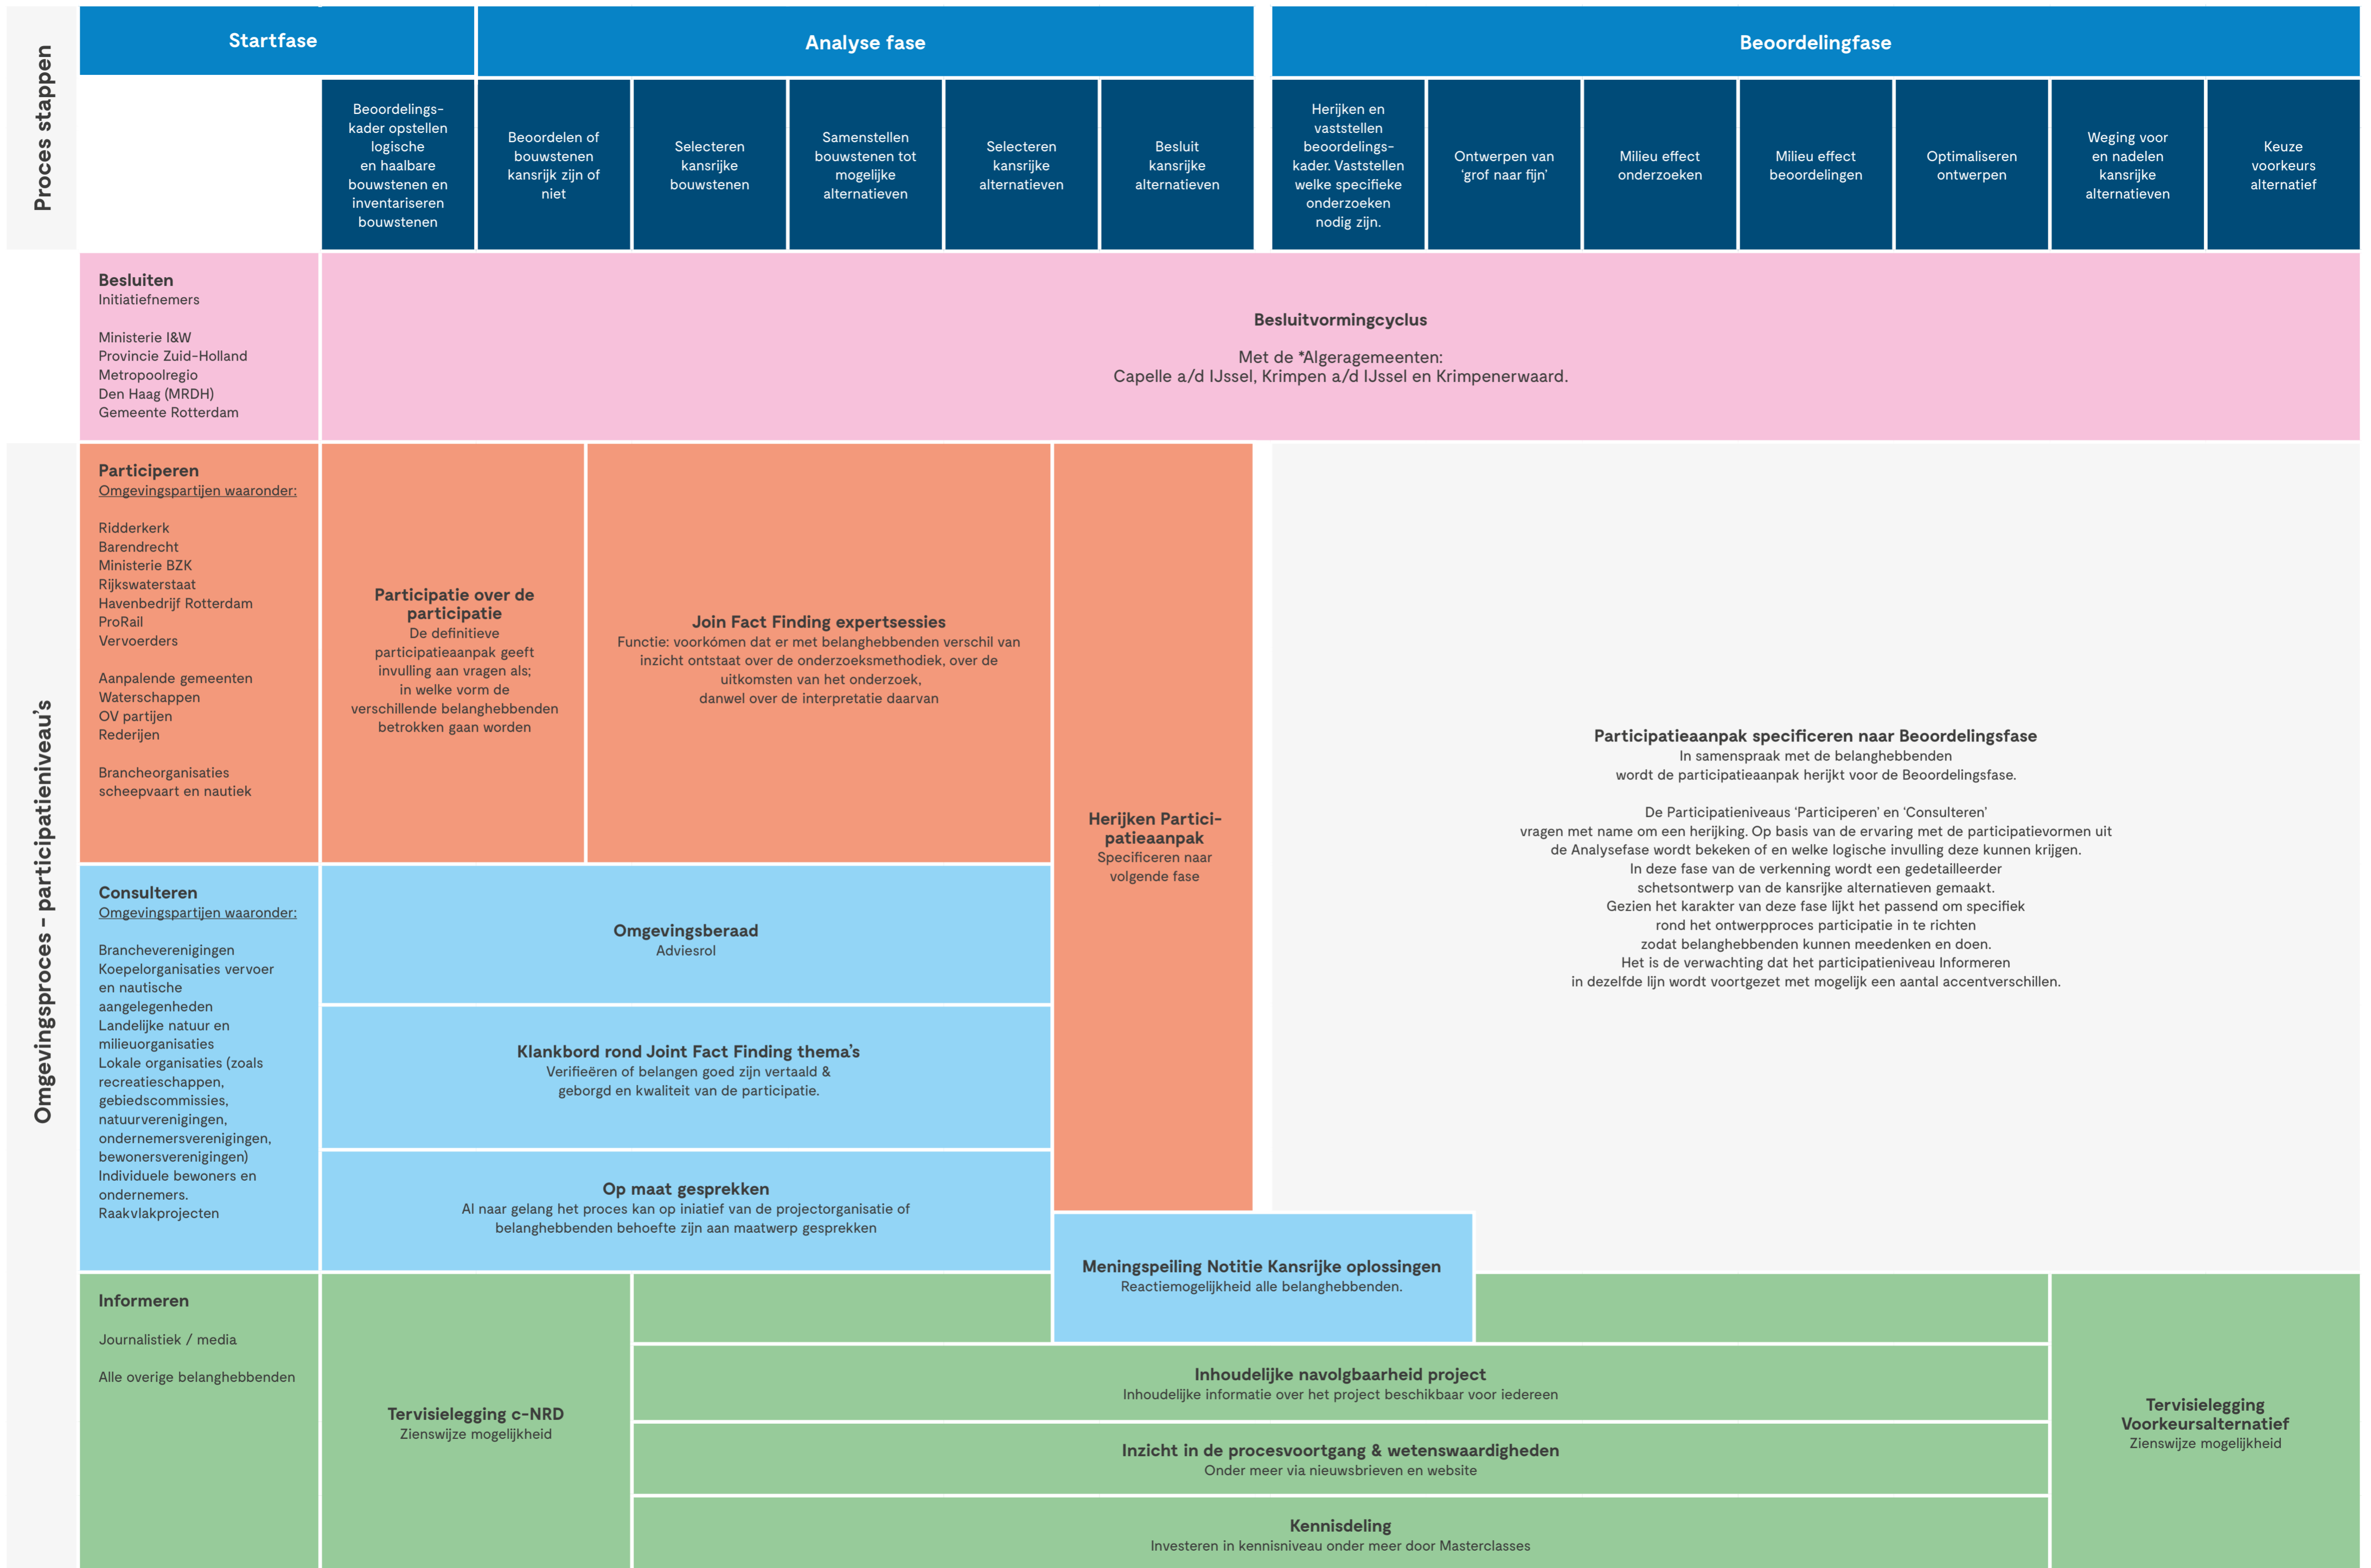 Proces stappen
Startfase
Analyse fase
Beoordelingfase
Beoordelings-
kader opstellen
logische
en haalbare
bouwstenen en
inventariseren
bouwstenen
Beoordelen of
bouwstenen
kansrijk zijn of
niet
Selecteren
kansrijke
bouwstenen
Samenstellen
bouwstenen tot
mogelijke
alternatieven
Selecteren
kansrijke
alternatieven
Besluit
kansrijke
alternatieven
Herijken en
vaststellen
beoordelings-
kader. Vaststellen
welke specifieke
onderzoeken
nodig zijn.
Ontwerpen van
‘grof naar fijn’
Milieu effect
onderzoeken
Milieu effect
beoordelingen
Optimaliseren
ontwerpen
Weging voor
en nadelen
kansrijke
alternatieven
Keuze
voorkeurs
alternatief
Besluiten
Initiatiefnemers
Ministerie I&W
Provincie Zuid-Holland
Metropoolregio
Den Haag (MRDH)
Gemeente Rotterdam
Besluitvormingcyclus
Met de *Algeragemeenten:
Capelle a/d IJssel, Krimpen a/d IJssel en Krimpenerwaard.
Omgevingsproces - participatieniveau’s
Participeren
Omgevingspartijen waaronder:
Ridderkerk
Barendrecht
Ministerie BZK
Rijkswaterstaat
Havenbedrijf Rotterdam
ProRail
Vervoerders
Aanpalende gemeenten
Waterschappen
OV partijen
Rederijen
Brancheorganisaties
scheepvaart en nautiek
Participatie over de
participatie
De definitieve
participatieaanpak geeft
invulling aan vragen als;
in welke vorm de
verschillende belanghebbenden
betrokken gaan worden
Join Fact Finding expertsessies
Functie: voorkómen dat er met belanghebbenden verschil van
inzicht ontstaat over de onderzoeksmethodiek, over de
uitkomsten van het onderzoek,
danwel over de interpretatie daarvan
Herijken Partici-
patieaanpak
Specificeren naar
volgende fase
Participatieaanpak specificeren naar Beoordelingsfase
In samenspraak met de belanghebbenden
wordt de participatieaanpak herijkt voor de Beoordelingsfase.
De Participatieniveaus ‘Participeren’ en ‘Consulteren’
vragen met name om een herijking. Op basis van de ervaring met de participatievormen uit
de Analysefase wordt bekeken of en welke logische invulling deze kunnen krijgen.
In deze fase van de verkenning wordt een gedetailleerder
schetsontwerp van de kansrijke alternatieven gemaakt.
Gezien het karakter van deze fase lijkt het passend om specifiek
rond het ontwerpproces participatie in te richten
zodat belanghebbenden kunnen meedenken en doen.
Het is de verwachting dat het participatieniveau Informeren
in dezelfde lijn wordt voortgezet met mogelijk een aantal accentverschillen.
Consulteren
Omgevingspartijen waaronder:
Brancheverenigingen
Koepelorganisaties vervoer
en nautische
aangelegenheden
Landelijke natuur en
milieuorganisaties
Lokale organisaties (zoals
recreatieschappen,
gebiedscommissies,
natuurverenigingen,
ondernemersverenigingen,
bewonersverenigingen)
Individuele bewoners en
ondernemers.
Raakvlakprojecten
Omgevingsberaad
Adviesrol
Klankbord rond Joint Fact Finding thema’s
Verifieëren of belangen goed zijn vertaald &
geborgd en kwaliteit van de participatie.
Op maat gesprekken
Al naar gelang het proces kan op iniatief van de projectorganisatie of
belanghebbenden behoefte zijn aan maatwerp gesprekken
Meningspeiling Notitie Kansrijke oplossingen
Reactiemogelijkheid alle belanghebbenden.
Informeren
Journalistiek / media
Alle overige belanghebbenden
Tervisielegging c-NRD
Zienswijze mogelijkheid
Inhoudelijke navolgbaarheid project
Inhoudelijke informatie over het project beschikbaar voor iedereen
Inzicht in de procesvoortgang & wetenswaardigheden
Onder meer via nieuwsbrieven en website
Kennisdeling
Investeren in kennisniveau onder meer door Masterclasses
Tervisielegging
Voorkeursalternatief
Zienswijze mogelijkheid